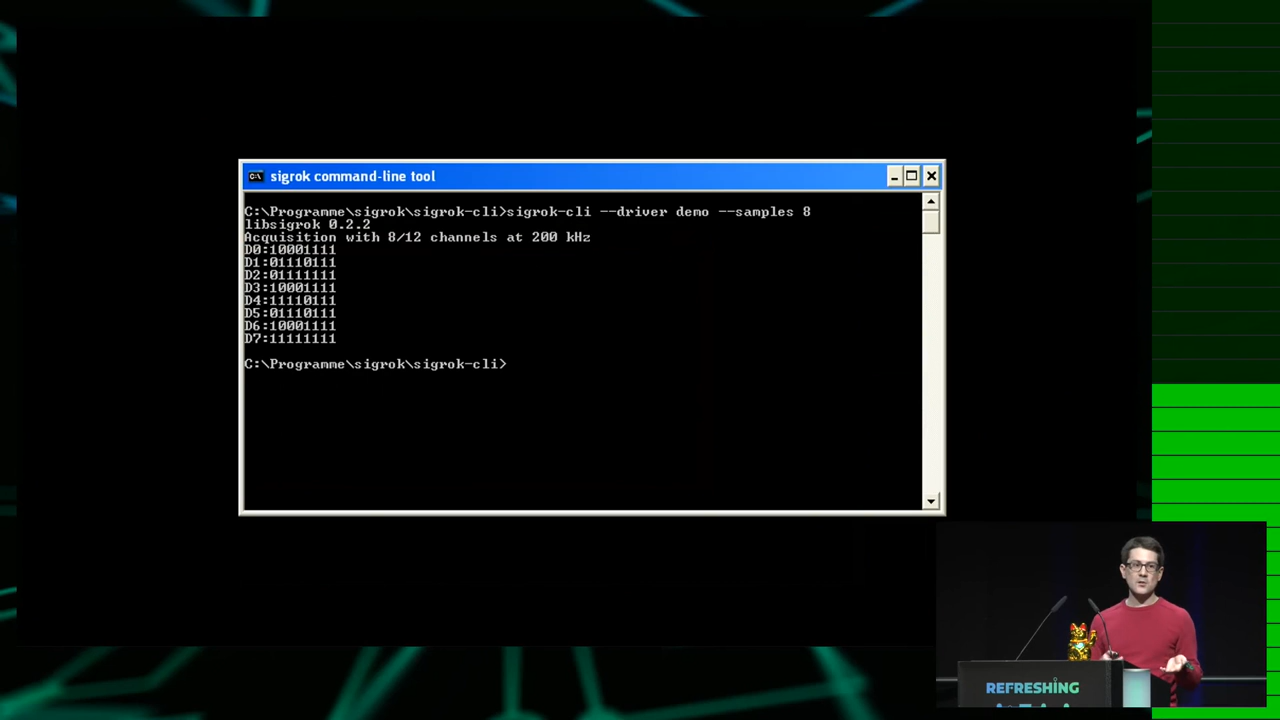 sigrok command-line tool
C:\Programme\sigrok\sigrok-cli>sigrok-cli --driver demo --samples 8
libsigrok 0.2.2
Acquisition with 8/12 channels at 200 kHz
D0:10001111
D1:01110111
D2:01111111
D3:10001111
D4:11110111
D5:01110111
D6:10001111
D7:11111111
C:\Programme\sigrok\sigrok-cli>
REFRESHING